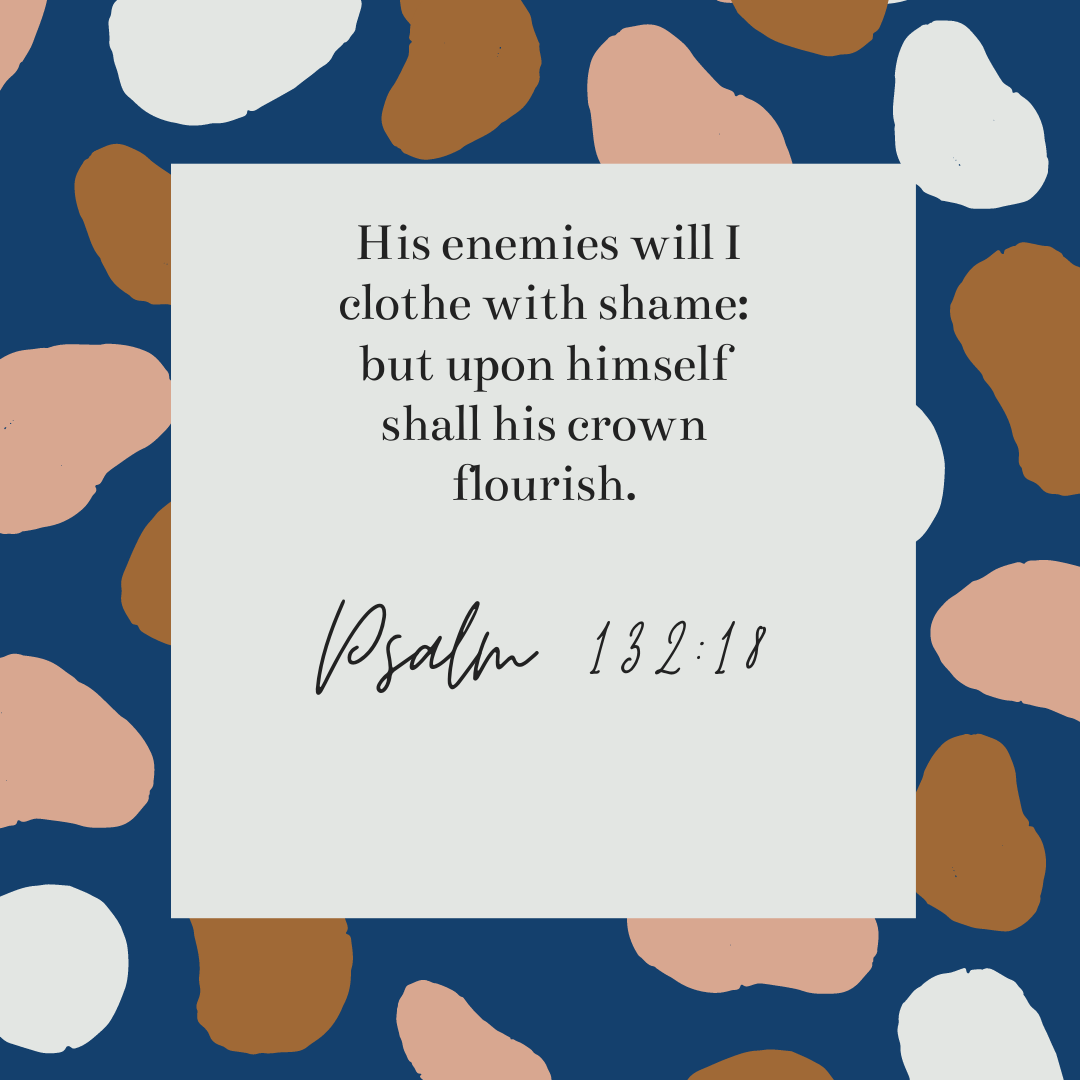 His enemies will I
clothe with shame:
but upon himself
shall his crown
flourish.
Psalm 132:18